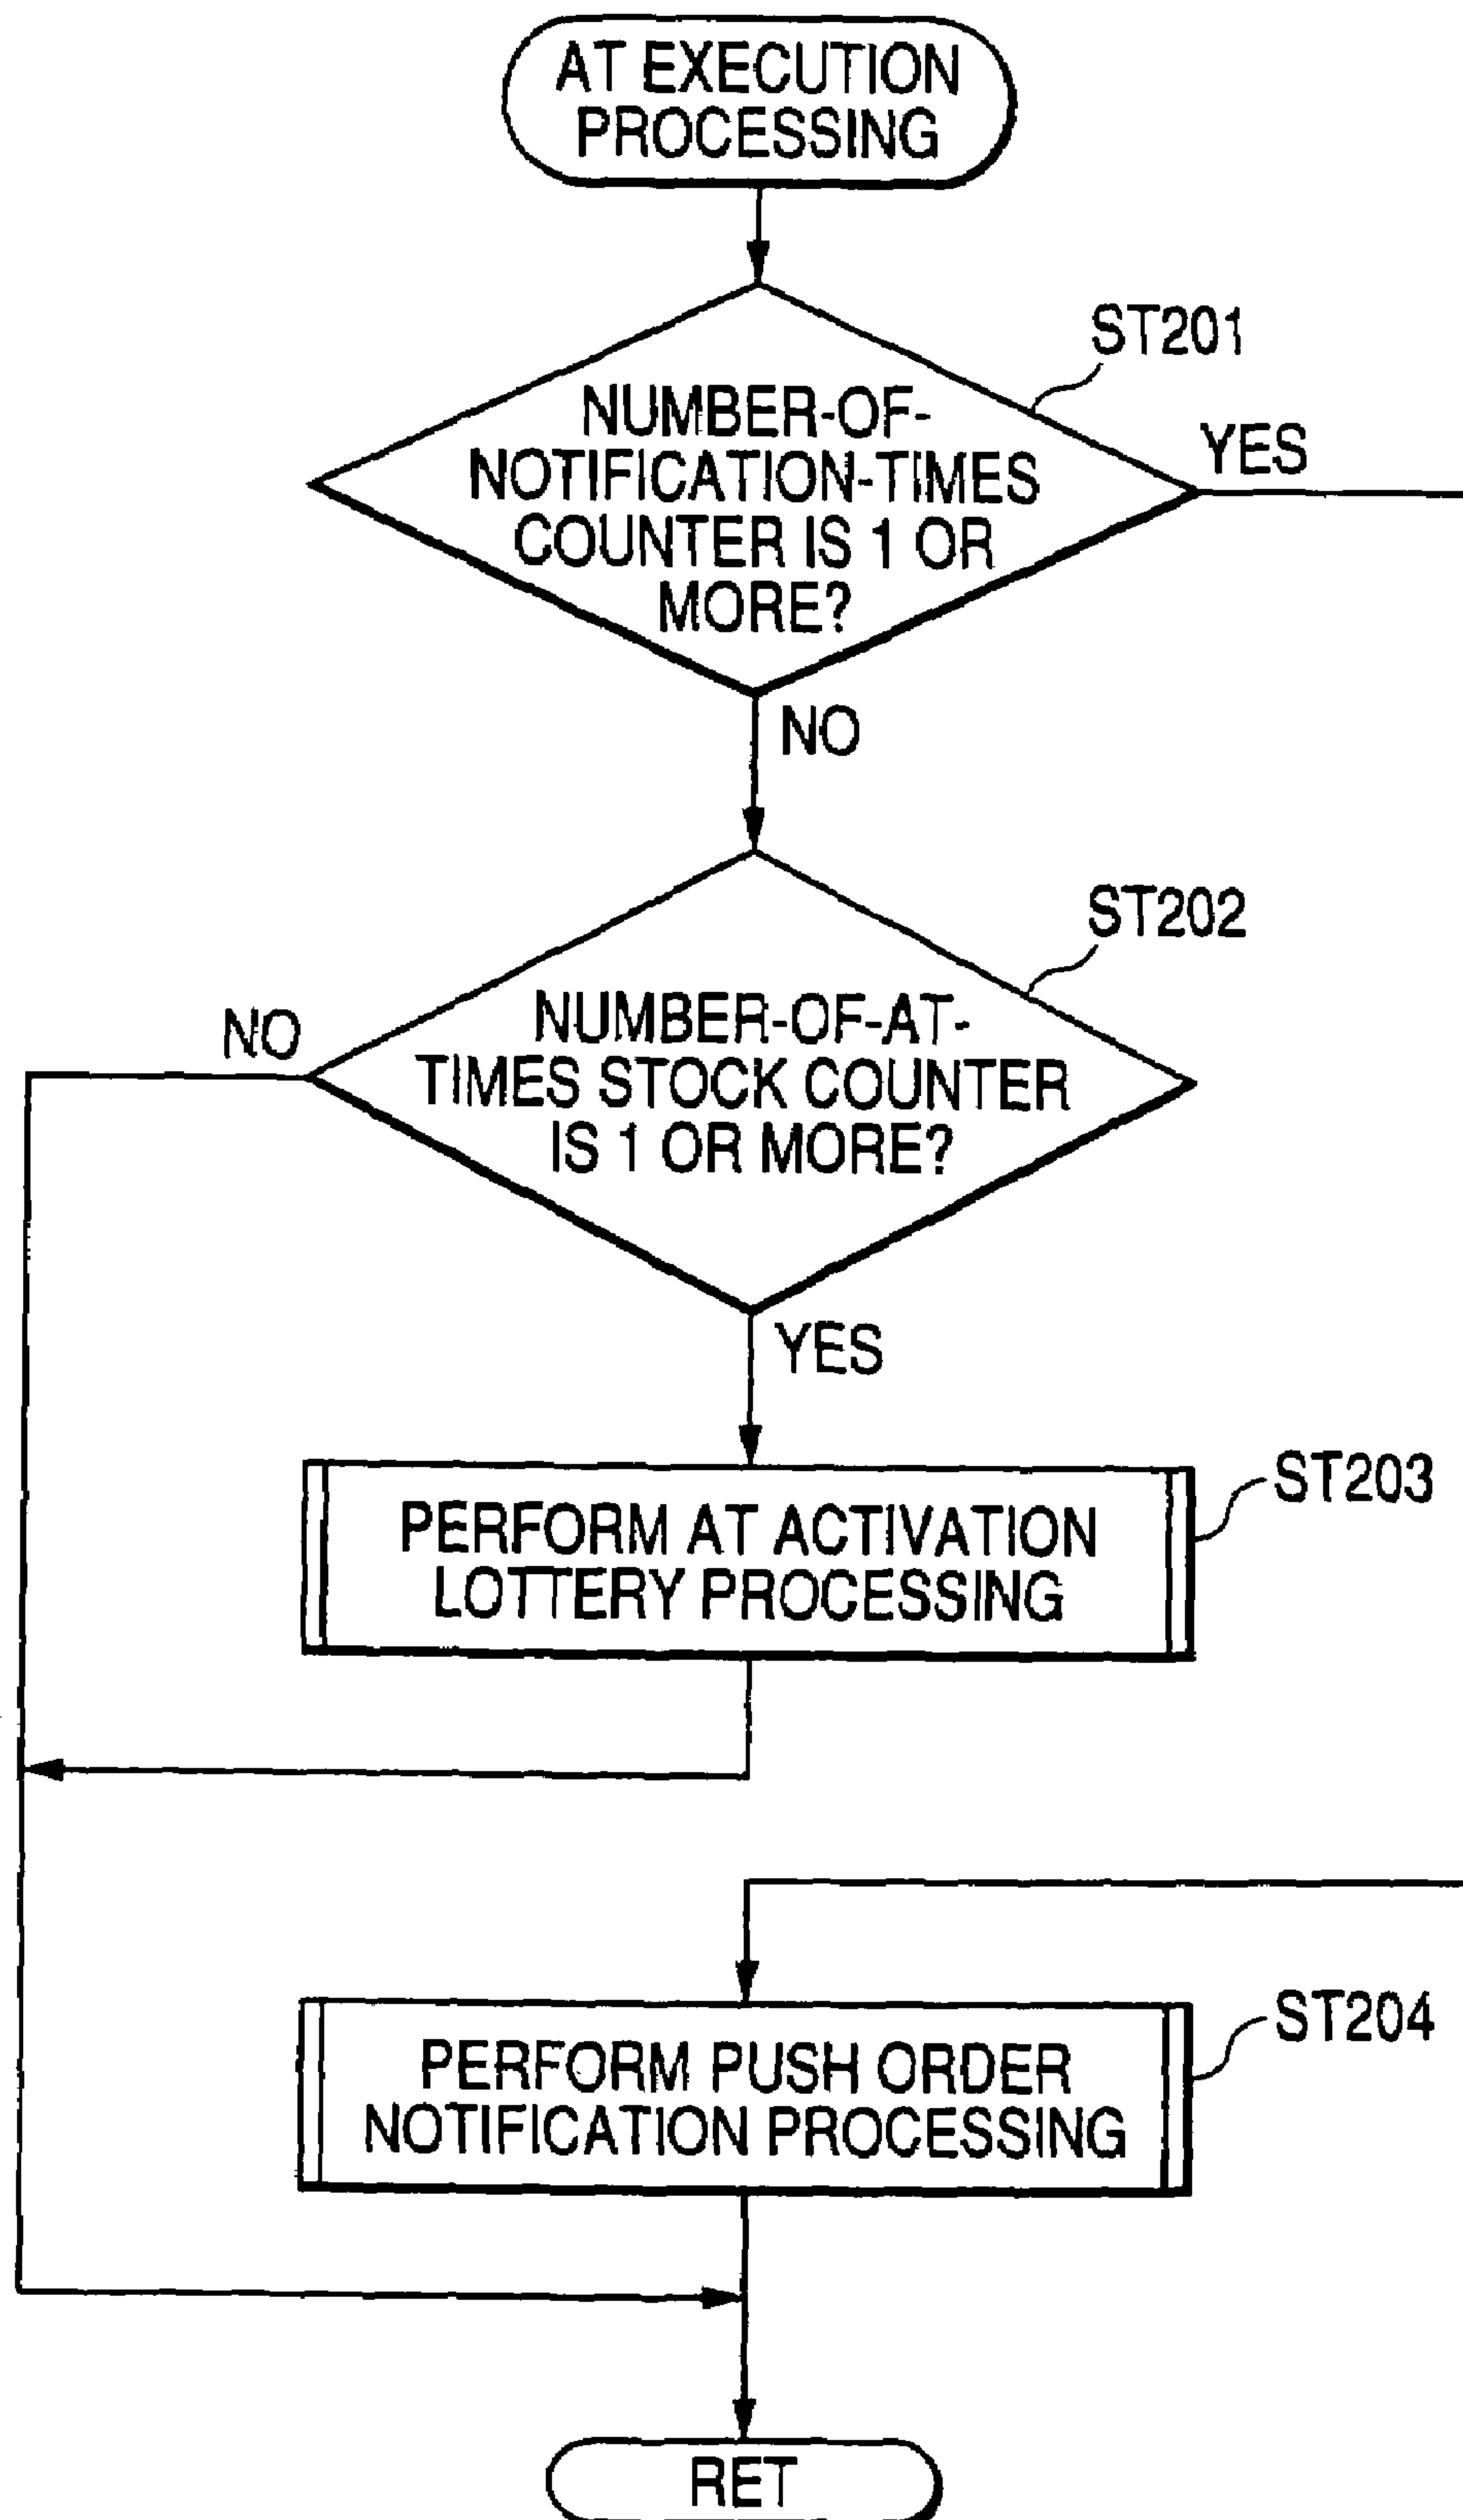 AT EXECUTION
PROCESSING
ST201
NUMBER-OF-
NOTIFICATION-TIMES
COUNTER IS 1 OR
MORE?
YES
NO
ST202
NUMBER-OF-AT-
TIMES STOCK COUNTER
IS 1 OR MORE?
NO
YES
ST203
PERFORM AT ACTIVATION
LOTTERY PROCESSING
ST204
PERFORM PUSH ORDER
NOTIFICATION PROCESSING
RET